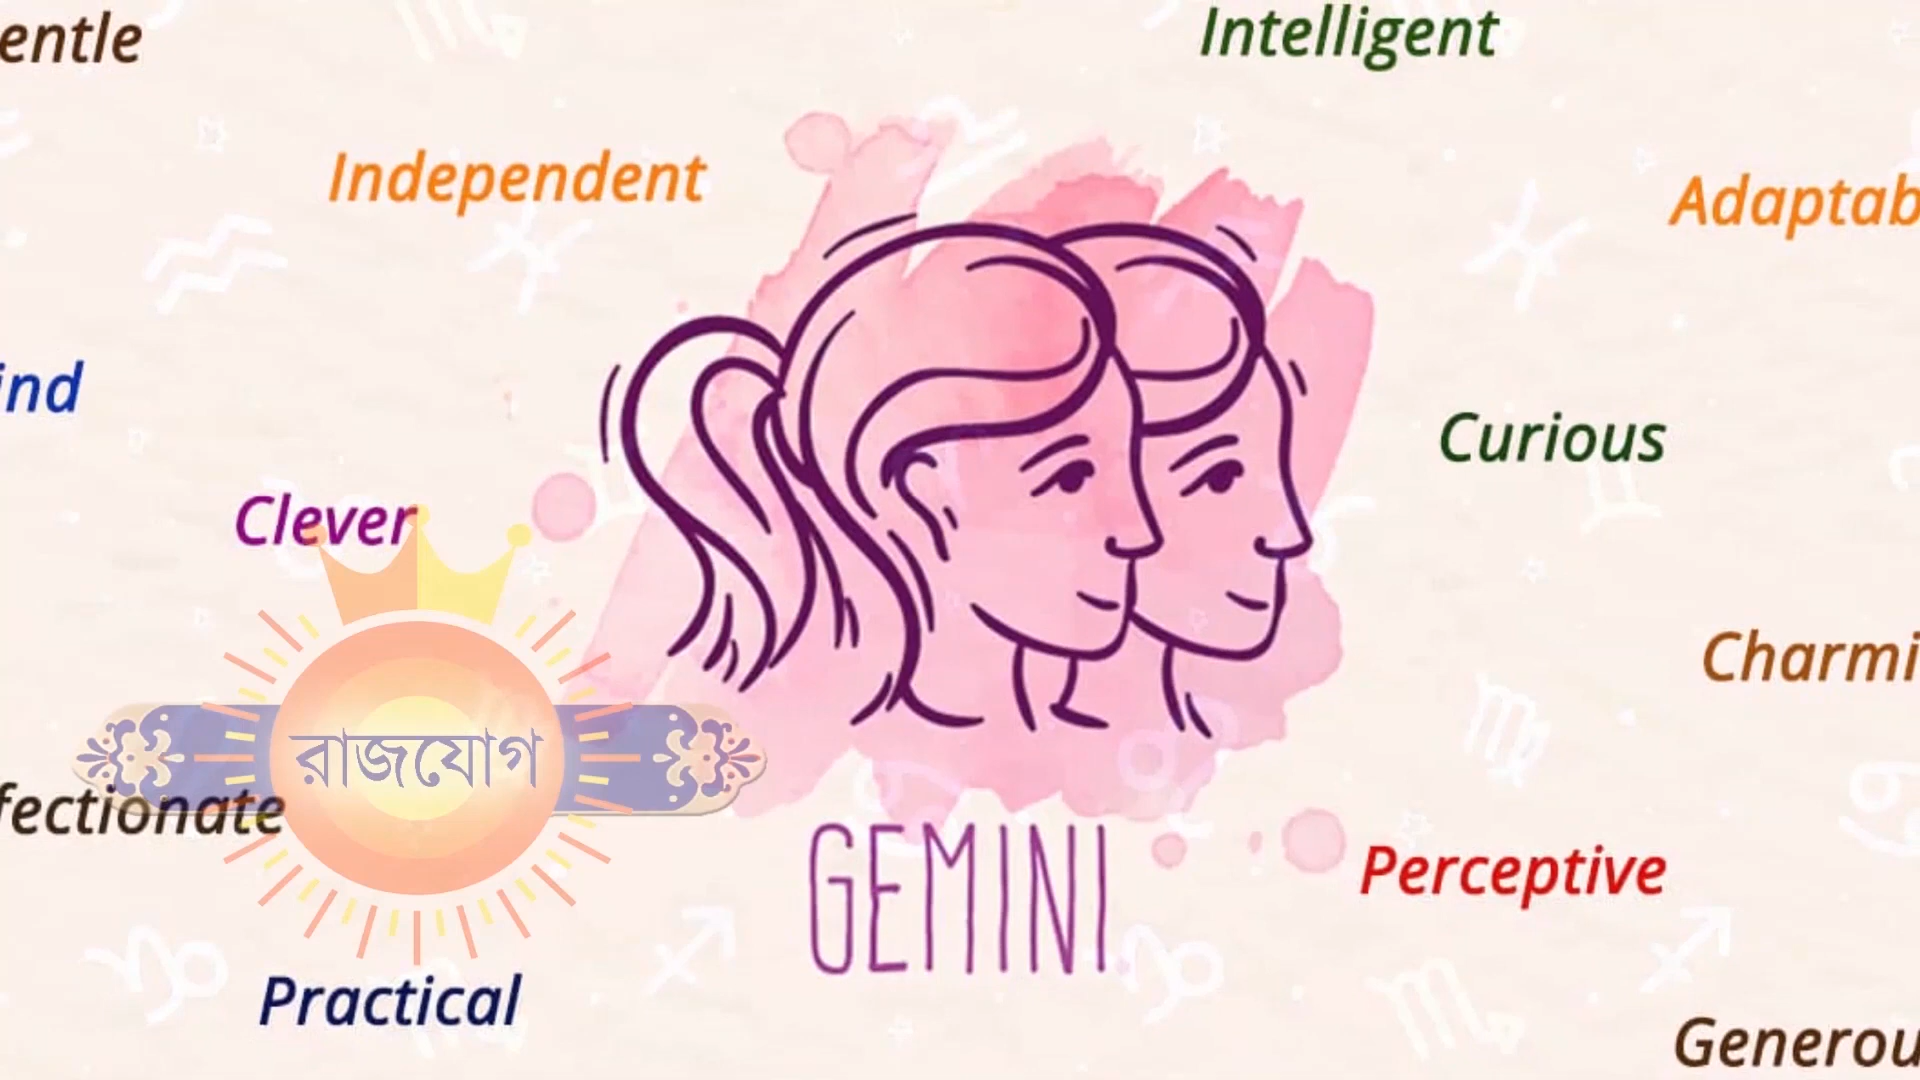 entle
Intelligent
Independent
Adaptab
ind
Curious
Clever
Charmi
রাজযোগ
fectionate
GEMINI
Perceptive
Practical
Generou